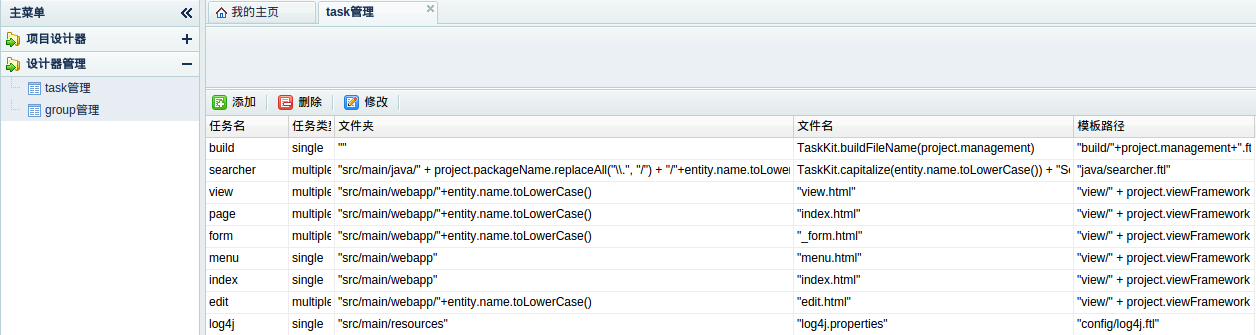 主菜单
我的主页
task管理
项目设计器
设计器管理
task管理
group管理
添加 删除 修改
任务名 任务类型 文件夹 文件名 模板路径
build single "" TaskKit.buildFileName(project.management) "build/"+project.management+".ft
searcher multiple "src/main/java/" + project.packageName.replaceAll("\\.", "/") + "/"+entity.name.toLower TaskKit.capitalize(entity.name.toLowerCase()) + "Se "java/searcher.ftl"
view multiple "src/main/webapp/"+entity.name.toLowerCase() "view.html" "view/" + project.viewFramework
page multiple "src/main/webapp/"+entity.name.toLowerCase() "index.html" "view/" + project.viewFramework
form multiple "src/main/webapp/"+entity.name.toLowerCase() "_form.html" "view/" + project.viewFramework
menu single "src/main/webapp" "menu.html" "view/" + project.viewFramework
index single "src/main/webapp" "index.html" "view/" + project.viewFramework
edit multiple "src/main/webapp/"+entity.name.toLowerCase() "edit.html" "view/" + project.viewFramework
log4j single "src/main/resources" "log4j.properties" "config/log4j.ftl"